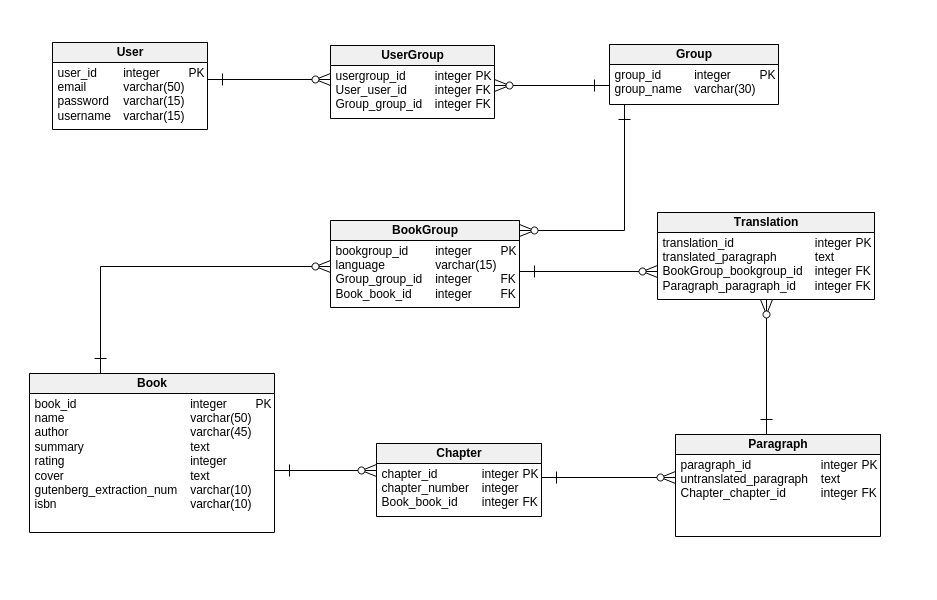 User
user_id integer PK
email varchar(50)
password varchar(15)
username varchar(15)
UserGroup
usergroup_id integer PK
User_user_id integer FK
Group_group_id integer FK
Group
group_id integer PK
group_name varchar(30)
BookGroup
bookgroup_id integer PK
language varchar(15)
Group_group_id integer FK
Book_book_id integer FK
Translation
translation_id integer PK
translated_paragraph text
BookGroup_bookgroup_id integer FK
Paragraph_paragraph_id integer FK
Book
book_id integer PK
name varchar(50)
author varchar(45)
summary text
rating integer
cover text
gutenberg_extraction_num varchar(10)
isbn varchar(10)
Chapter
chapter_id integer PK
chapter_number integer
Book_book_id integer FK
Paragraph
paragraph_id integer PK
untranslated_paragraph text
Chapter_chapter_id integer FK